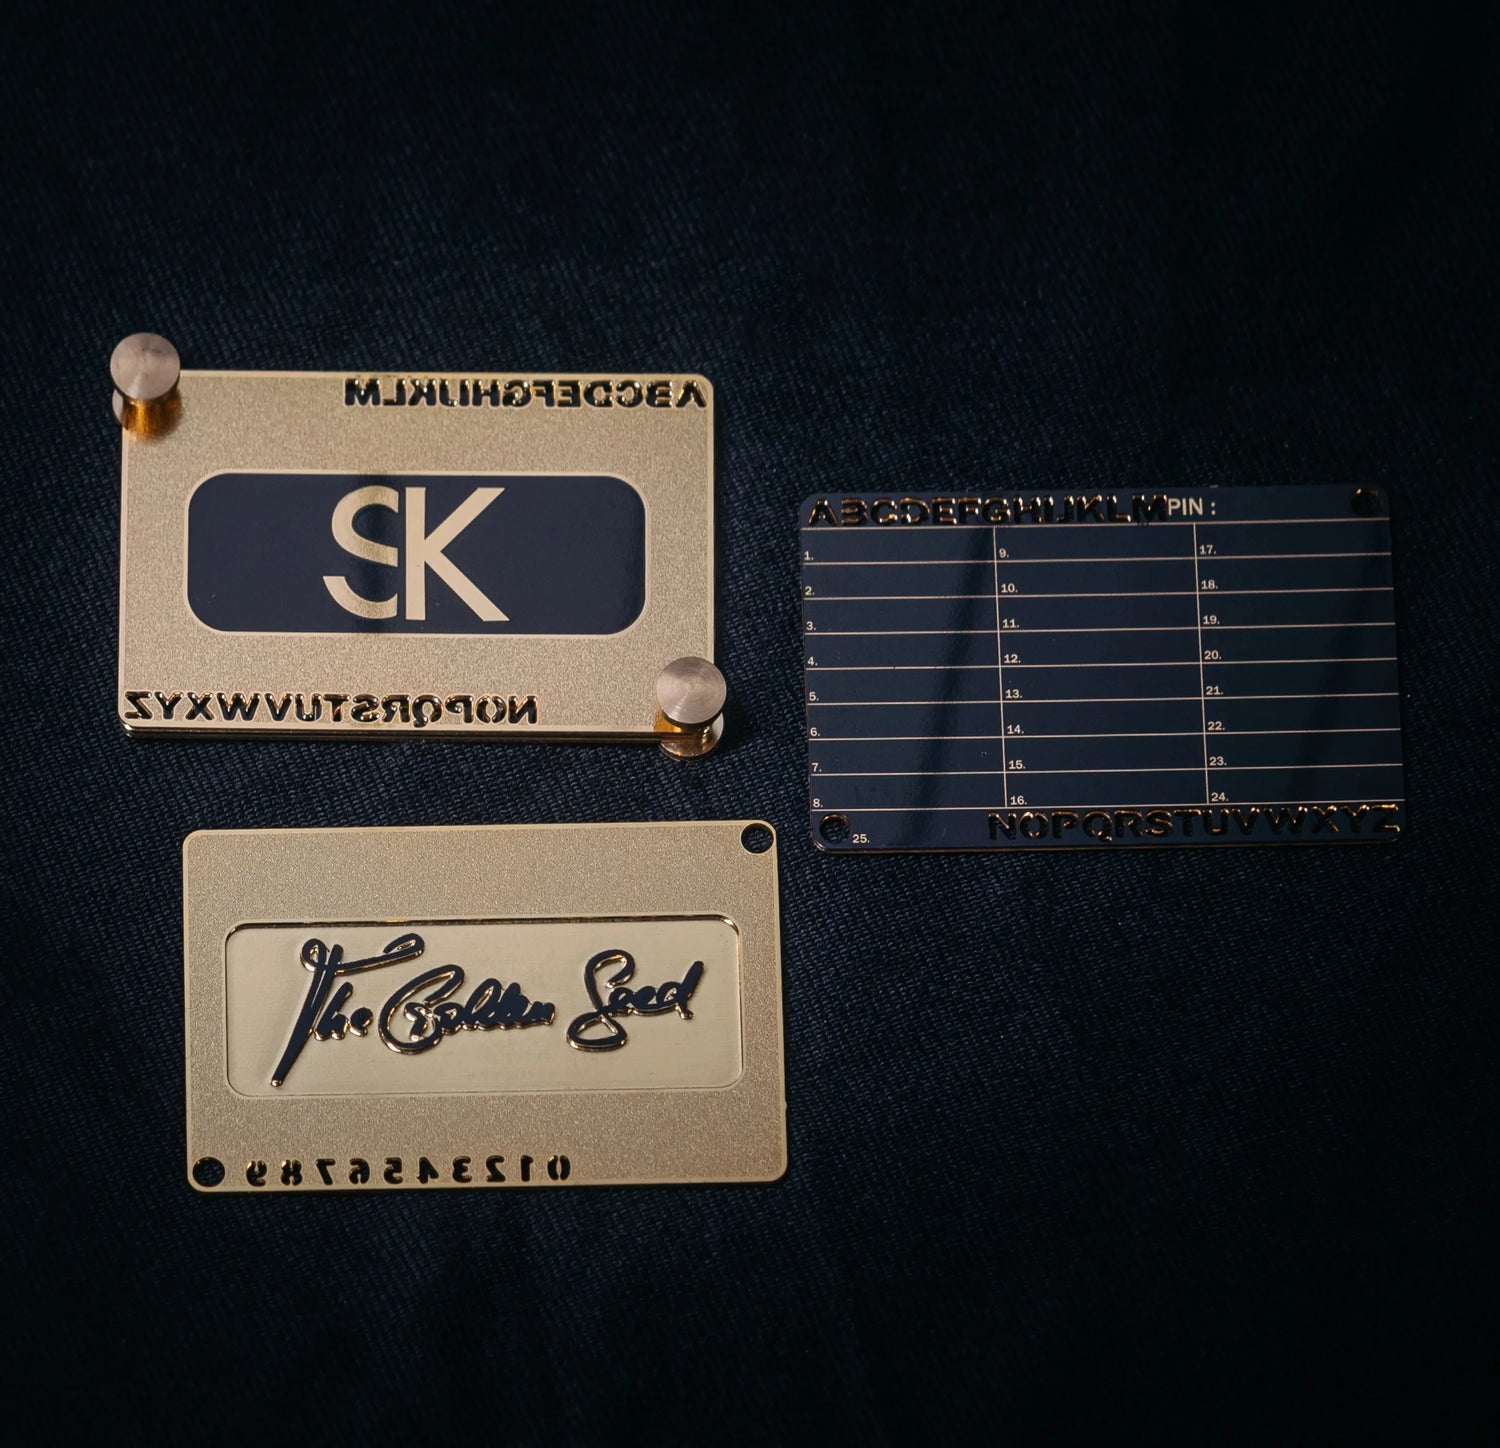 ABCDEFGHIJKLM
SK
NOPQRSTUVWXYZ
ABCDEFGHIJKLM PIN :
1. 9. 17.
2. 10. 18.
3. 11. 19.
4. 12. 20.
5. 13. 21.
6. 14. 22.
7. 15. 23.
8. 16. 24.
25. NOPQRSTUVWXYZ
The Golden Seed
0123456789